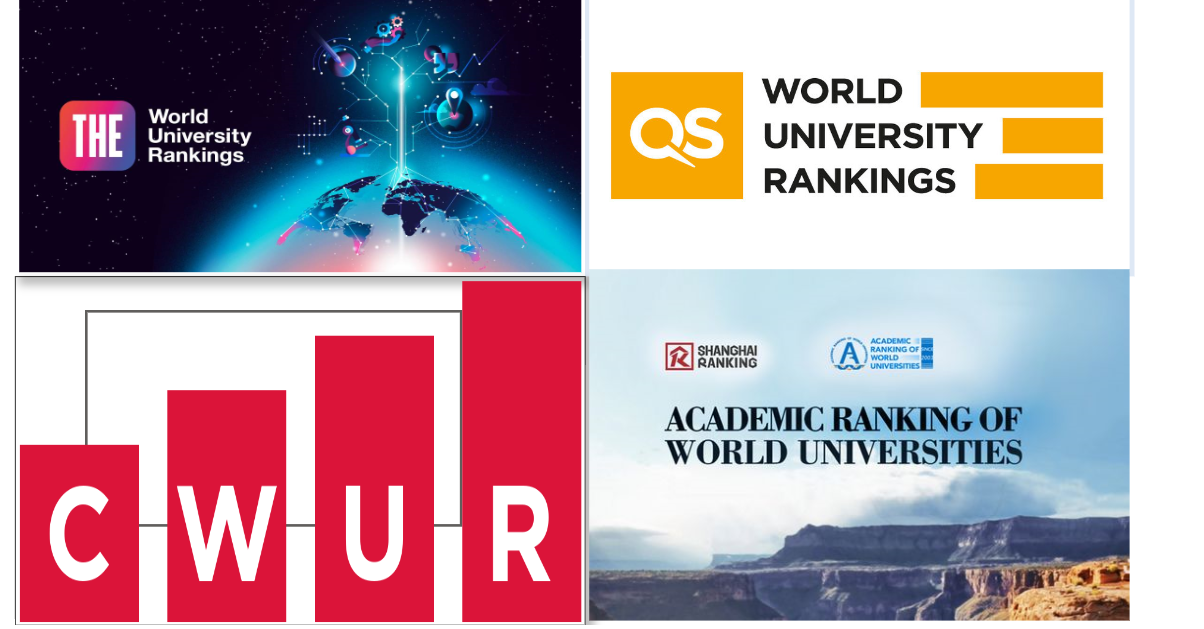 THE
World
University
Rankings
QS
WORLD
UNIVERSITY
RANKINGS
CWUR
SHANGHAI
RANKING
ACADEMIC
RANKING OF
WORLD
UNIVERSITIES
ACADEMIC RANKING OF
WORLD UNIVERSITIES